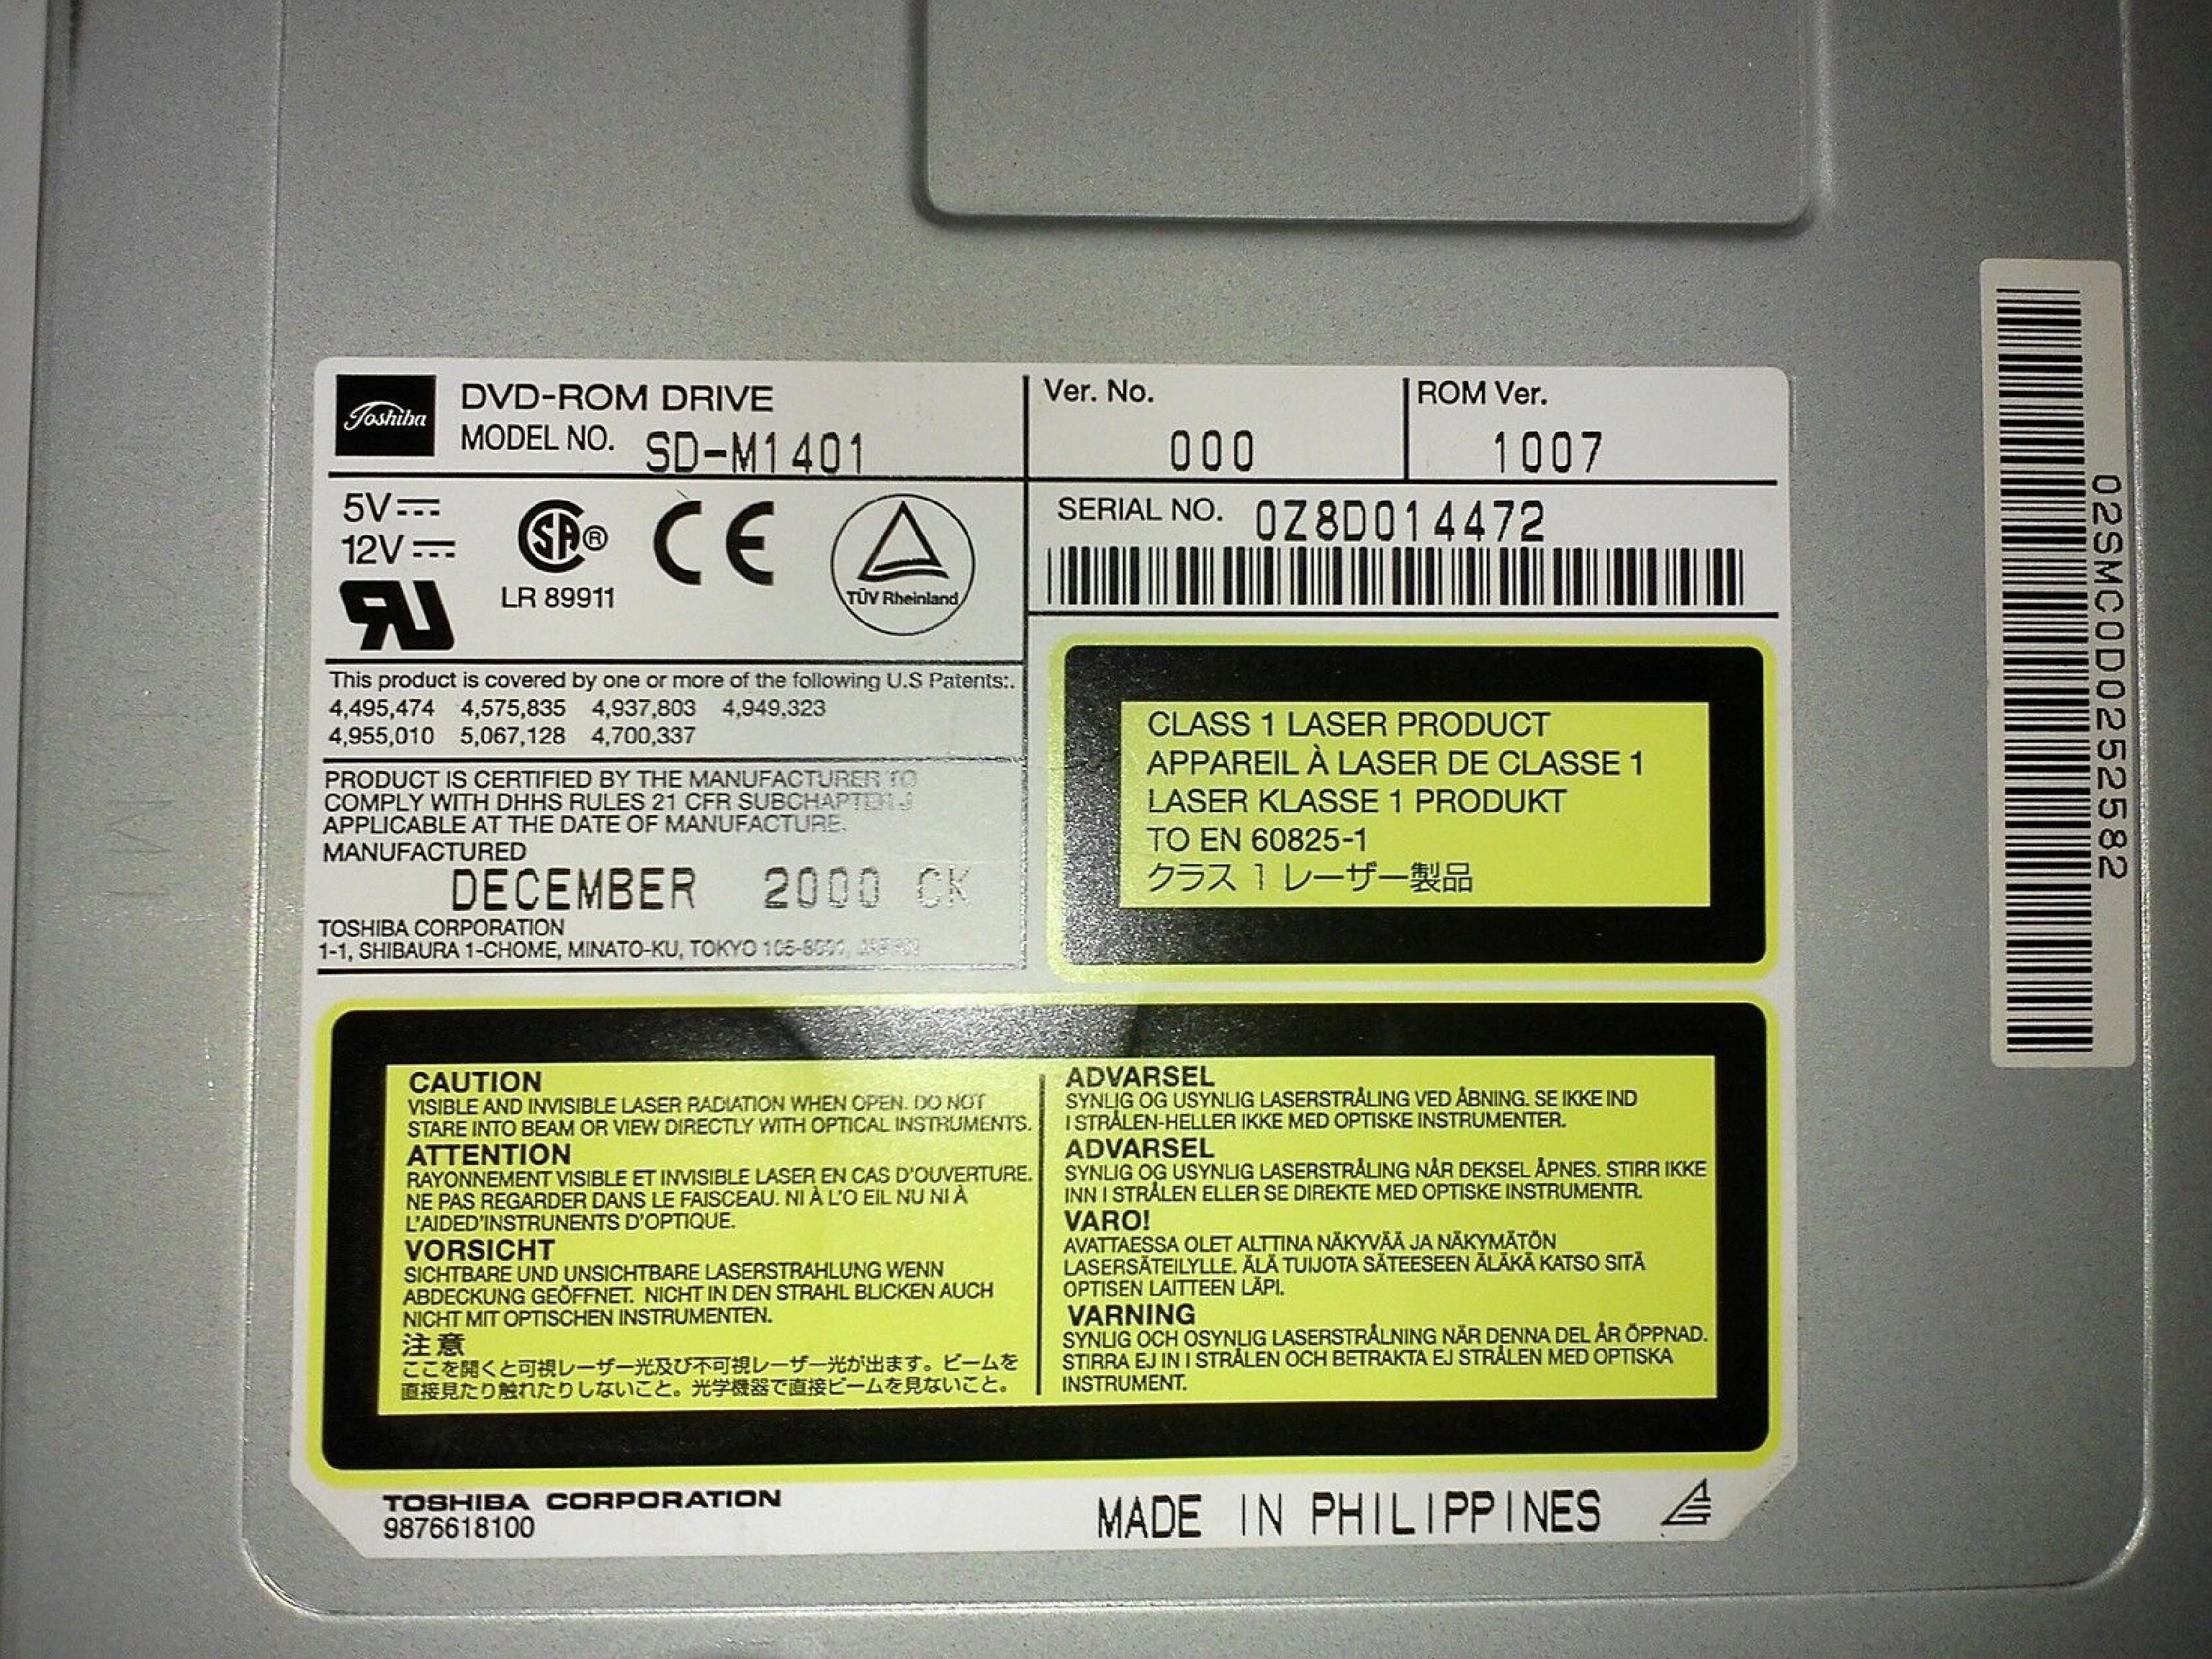 Toshiba
DVD-ROM DRIVE
MODEL NO. SD-M1401
Ver. No.
000
ROM Ver.
1007
5V
12V
SA®
LR 89911
CE
TÜV Rheinland
SERIAL NO. 0Z8D014472
This product is covered by one or more of the following U.S Patents:.
4,495,474 4,575,835 4,937,803 4,949,323
4,955,010 5,067,128 4,700,337
PRODUCT IS CERTIFIED BY THE MANUFACTURER TO
COMPLY WITH DHHS RULES 21 CFR SUBCHAPTER J
APPLICABLE AT THE DATE OF MANUFACTURE.
MANUFACTURED
DECEMBER 2000 CK
TOSHIBA CORPORATION
1-1, SHIBAURA 1-CHOME, MINATO-KU, TOKYO
CLASS 1 LASER PRODUCT
APPAREIL À LASER DE CLASSE 1
LASER KLASSE 1 PRODUKT
TO EN 60825-1
クラス 1 レーザー製品
CAUTION
VISIBLE AND INVISIBLE LASER RADIATION WHEN OPEN. DO NOT
STARE INTO BEAM OR VIEW DIRECTLY WITH OPTICAL INSTRUMENTS.
ATTENTION
RAYONNEMENT VISIBLE ET INVISIBLE LASER EN CAS D'OUVERTURE.
NE PAS REGARDER DANS LE FAISCEAU. NI À L'O EIL NU NI À
L'AIDED'INSTRUNENTS D'OPTIQUE.
VORSICHT
SICHTBARE UND UNSICHTBARE LASERSTRAHLUNG WENN
ABDECKUNG GEÖFFNET. NICHT IN DEN STRAHL BLICKEN AUCH
NICHT MIT OPTISCHEN INSTRUMENTEN.
注意
ここを開くと可視レーザー光及び不可視レーザー光が出ます。ビームを
直接見たり触れたりしないこと。光学機器で直接ビームを見ないこと。
ADVARSEL
SYNLIG OG USYNLIG LASERSTRÅLING VED ÅBNING. SE IKKE IND
I STRÅLEN-HELLER IKKE MED OPTISKE INSTRUMENTER.
ADVARSEL
SYNLIG OG USYNLIG LASERSTRÅLING NÅR DEKSEL ÅPNES. STIRR IKKE
INN I STRÅLEN ELLER SE DIREKTE MED OPTISKE INSTRUMENTR.
VARO!
AVATTAESSA OLET ALTTINA NÄKYVÄÄ JA NÄKYMÄTÖN
LASERSÄTEILYLLE. ÄLÄ TUIJOTA SÄTEESEEN ÄLÄKÄ KATSO SITÄ
OPTISEN LAITTEEN LÄPI.
VARNING
SYNLIG OCH OSYNLIG LASERSTRÅLNING NÄR DENNA DEL ÄR ÖPPNAD.
STIRRA EJ IN I STRÅLEN OCH BETRAKTA EJ STRÅLEN MED OPTISKA
INSTRUMENT.
TOSHIBA CORPORATION
9876618100
MADE IN PHILIPPINES
02SMC0D0252582